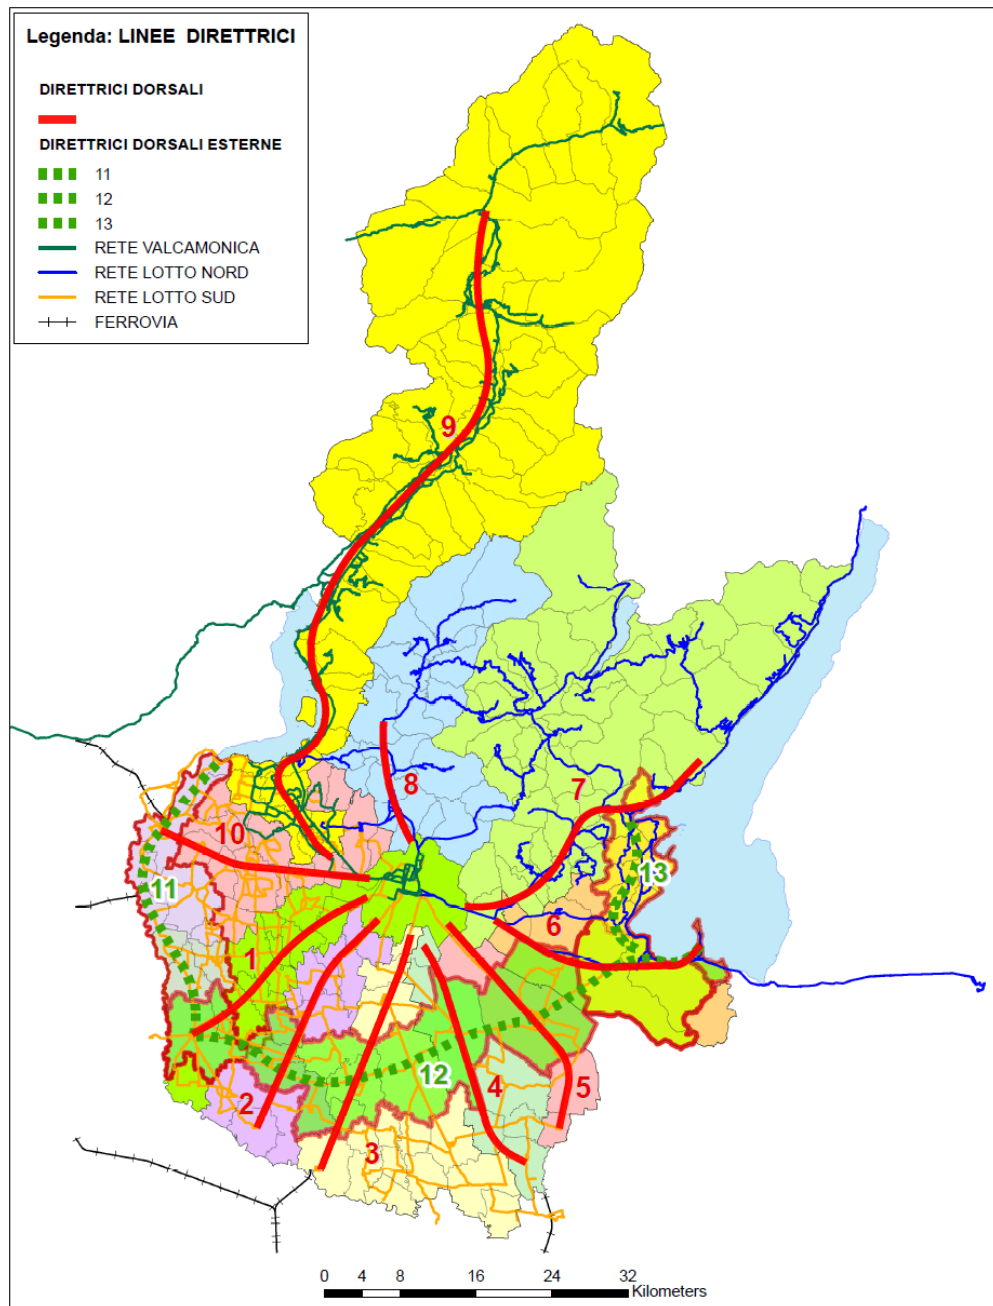 Legenda: LINEE DIRETTRICI
DIRETTRICI DORSALI
DIRETTRICI DORSALI ESTERNE
11
12
13
RETE VALCAMONICA
RETE LOTTO NORD
RETE LOTTO SUD
FERROVIA
9
8
7
10
11
13
6
1
12
4
5
2
3
0 4 8 16 24 32
Kilometers